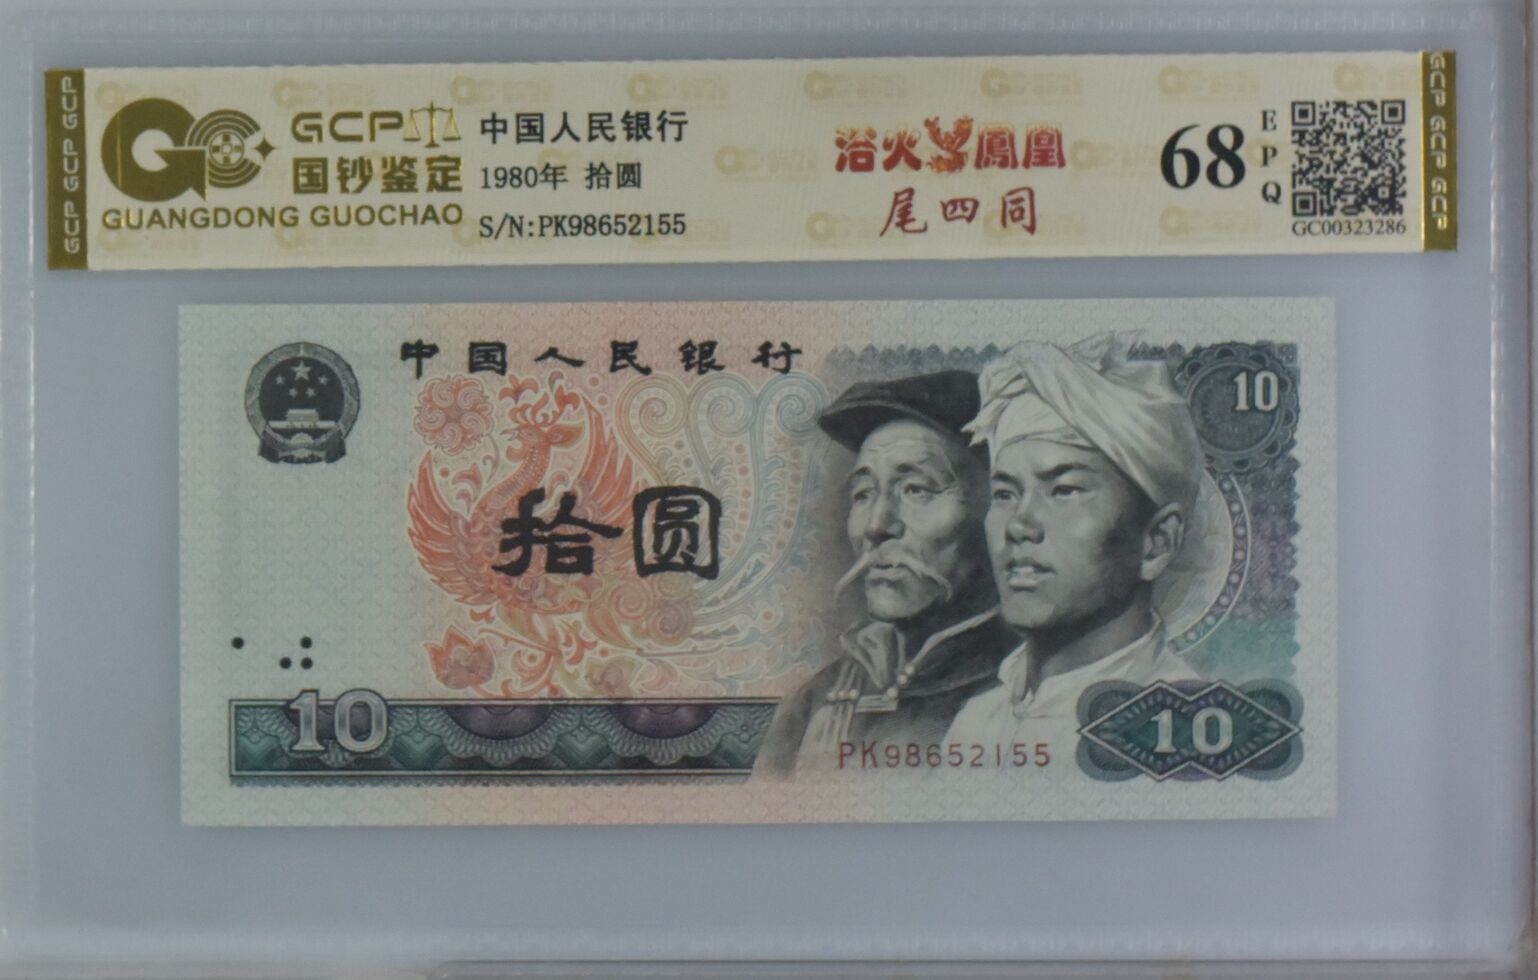 GCP GCP GCP
GCP
国钞鉴定
GUANGDONG GUOCHAO
中国人民银行
1980年 拾圆
S/N:PK98652155
浴火鳳凰
尾四同
68
EPQ
GC00323286
GCP GCP GCP
中国人民银行
10
拾圆
10
PK98652155
10